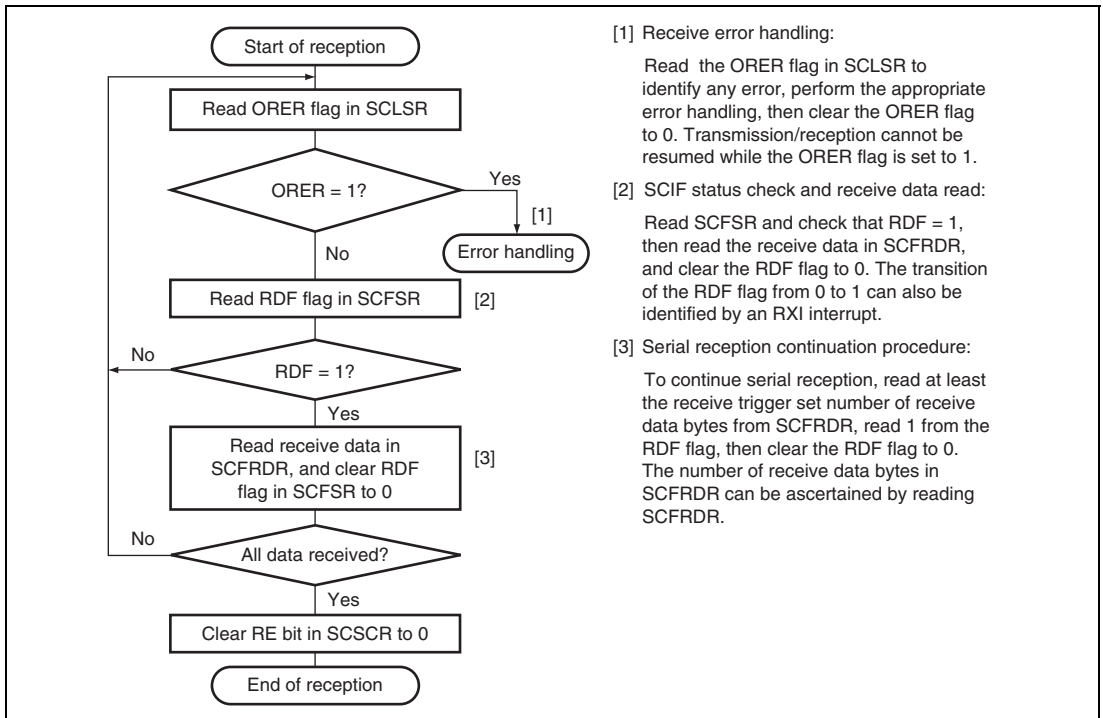 Start of reception
Read ORER flag in SCLSR
ORER = 1?
Yes
[1]
No
Error handling
Read RDF flag in SCFSR
[2]
No
RDF = 1?
Yes
Read receive data in
SCFRDR, and clear RDF
flag in SCFSR to 0
[3]
No
All data received?
Yes
Clear RE bit in SCSCR to 0
End of reception
[1] Receive error handling:
Read the ORER flag in SCLSR to
identify any error, perform the appropriate
error handling, then clear the ORER flag
to 0. Transmission/reception cannot be
resumed while the ORER flag is set to 1.
[2] SCIF status check and receive data read:
Read SCFSR and check that RDF = 1,
then read the receive data in SCFRDR,
and clear the RDF flag to 0. The transition
of the RDF flag from 0 to 1 can also be
identified by an RXI interrupt.
[3] Serial reception continuation procedure:
To continue serial reception, read at least
the receive trigger set number of receive
data bytes from SCFRDR, read 1 from the
RDF flag, then clear the RDF flag to 0.
The number of receive data bytes in
SCFRDR can be ascertained by reading
SCFRDR.